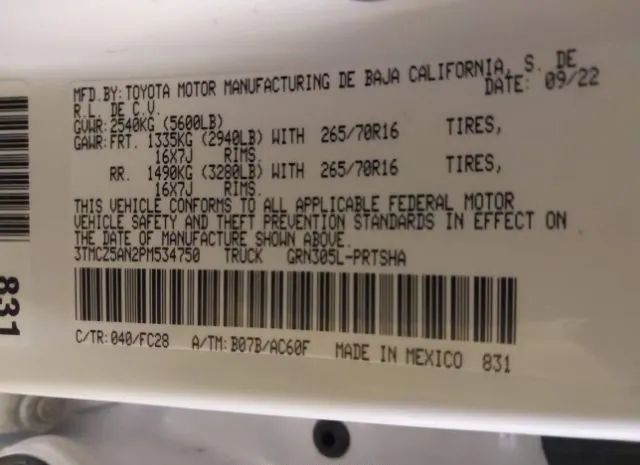 MFD.BY:TOYOTA MOTOR MANUFACTURING DE BAJA CALIFORNIA, S. DE
R.L. DE C.V. DATE: 09/22
GVWR:2540KG (5600LB)
GAWR:FRT. 1335KG (2940LB) WITH 265/70R16 TIRES,
16X7J RIMS.
RR. 1490KG (3280LB) WITH 265/70R16 TIRES,
16X7J RIMS.
THIS VEHICLE CONFORMS TO ALL APPLICABLE FEDERAL MOTOR
VEHICLE SAFETY AND THEFT PREVENTION STANDARDS IN EFFECT ON
THE DATE OF MANUFACTURE SHOWN ABOVE.
3TMCZ5AN2PM534750 TRUCK GRN305L-PRTSHA
C/TR:040/FC28 A/TM:B07B/AC60F MADE IN MEXICO 831
831